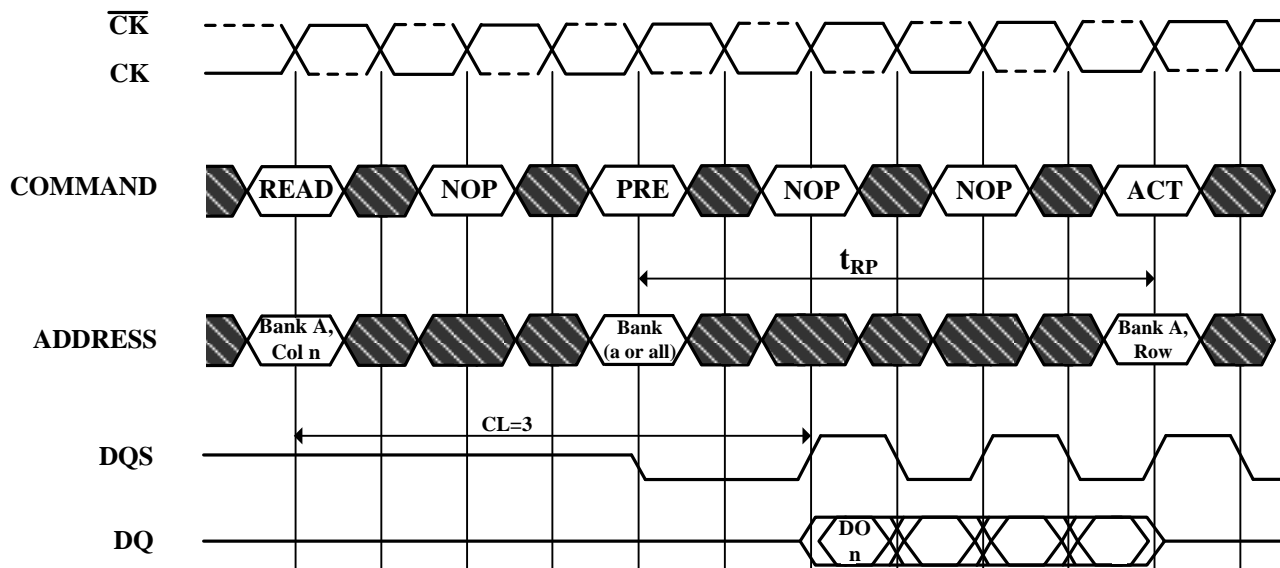 CK
CK
COMMAND
READ
NOP
PRE
NOP
NOP
ACT
tRP
ADDRESS
Bank A,
Col n
Bank
(a or all)
Bank A,
Row
CL=3
DQS
DQ
DO
n